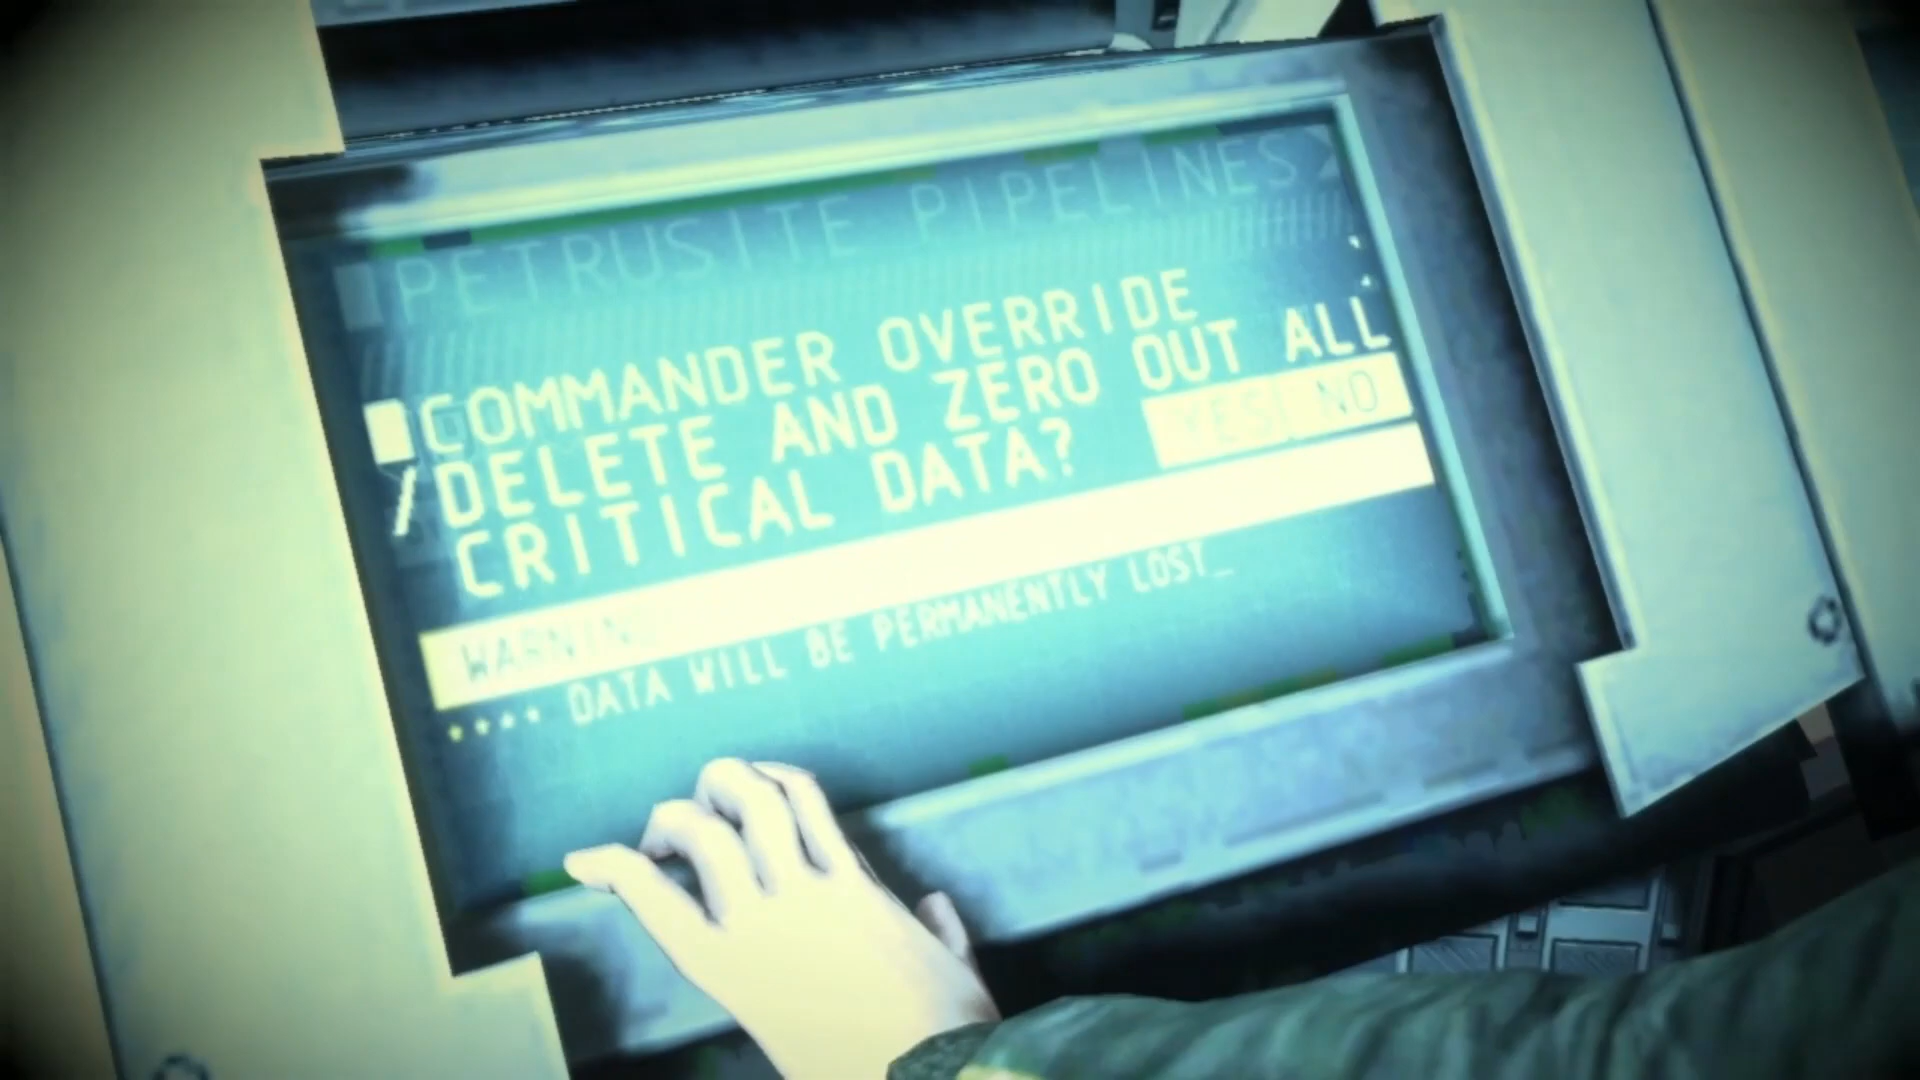 PETRUSITE PIPELINES
COMMANDER OVERRIDE
/DELETE AND ZERO OUT ALL
CRITICAL DATA? YES NO
WARNING
.... DATA WILL BE PERMANENTLY LOST_